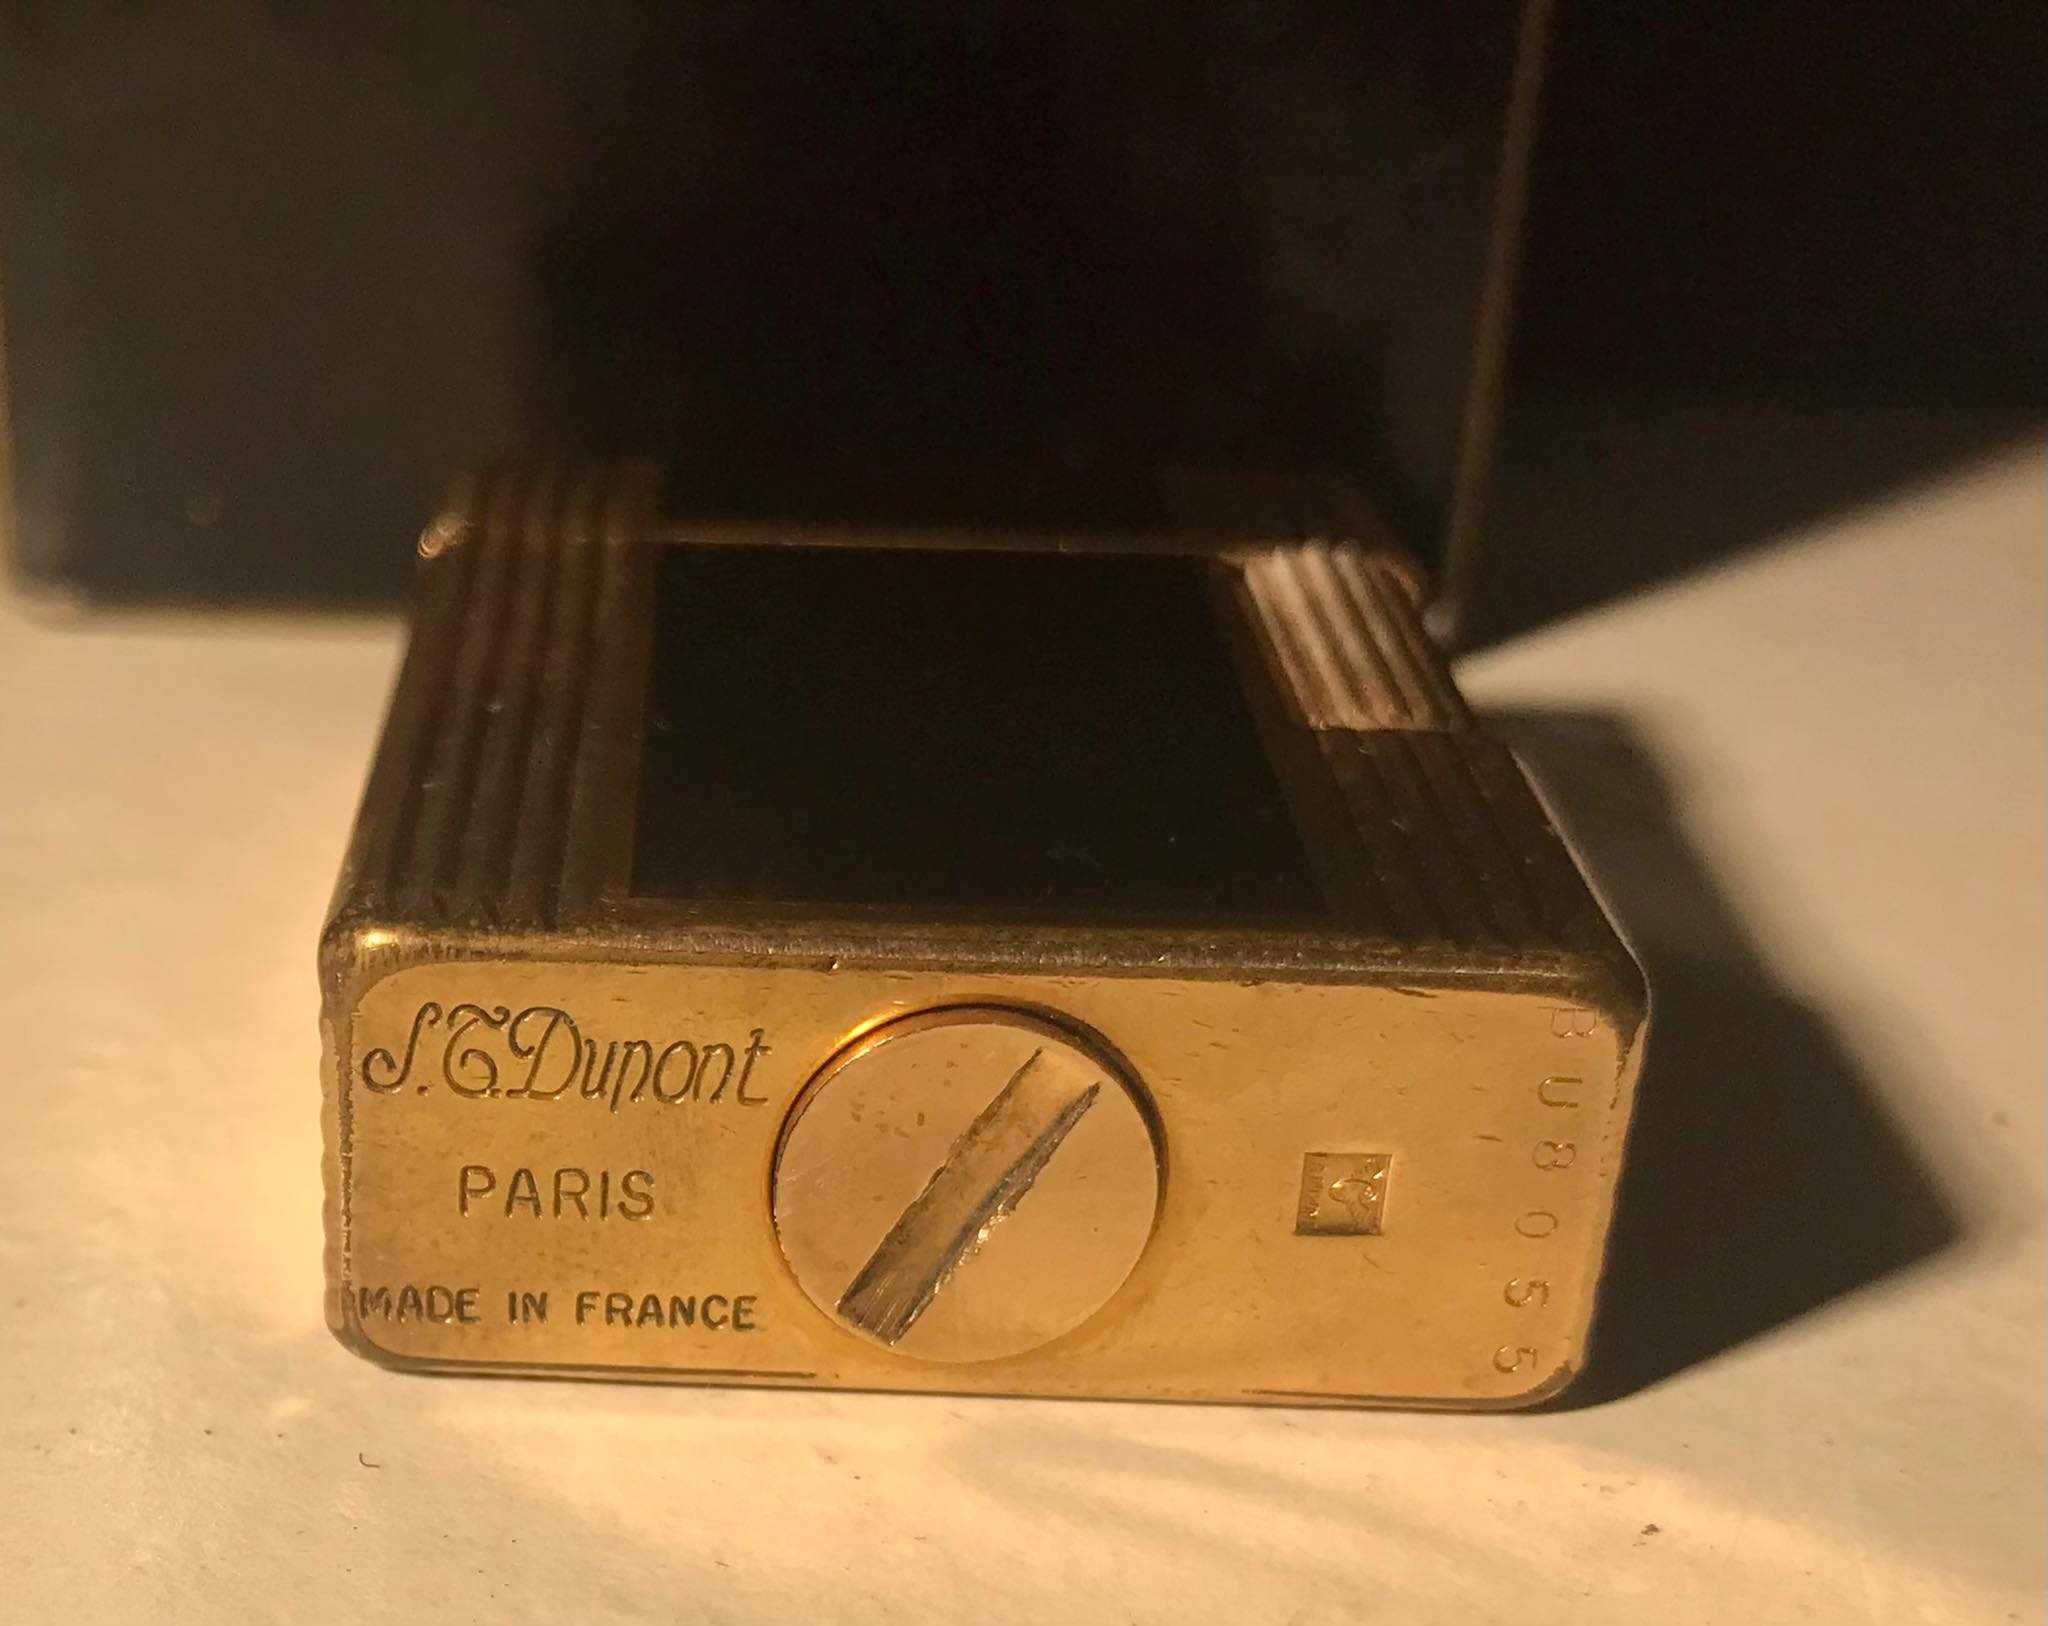 S.T.Dupont
PARIS
MADE IN FRANCE
BU8055